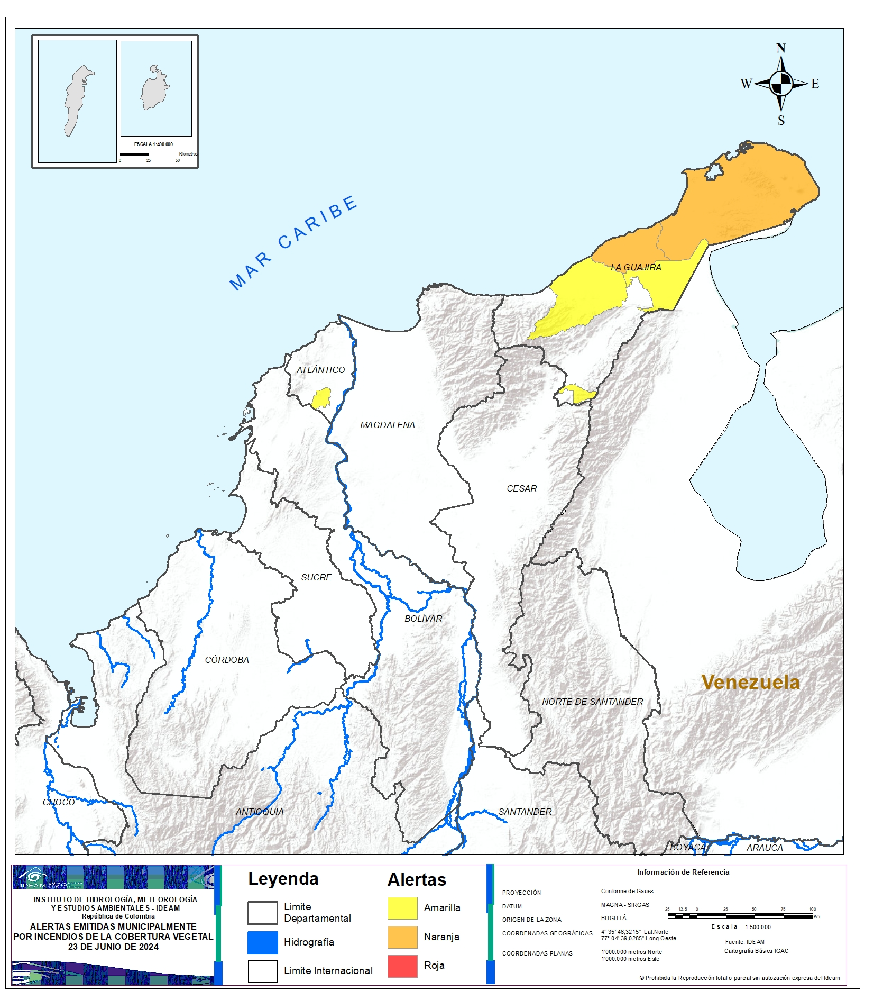 ESCALA 1:400.000
Kilómetros
0 25 50
N
W E
S
MAR CARIBE
LA GUAJIRA
ATLÁNTICO
MAGDALENA
CESAR
SUCRE
BOLÍVAR
CÓRDOBA
Venezuela
NORTE DE SANTANDER
CHOCÓ
ANTIOQUIA
SANTANDER
BOYACÁ
ARAUCA
IDEAM
INSTITUTO DE HIDROLOGÍA, METEOROLOGÍA
Y ESTUDIOS AMBIENTALES - IDEAM
República de Colombia
ALERTAS EMITIDAS MUNICIPALMENTE
POR INCENDIOS DE LA COBERTURA VEGETAL
23 DE JUNIO DE 2024
Leyenda
Limite
Departamental
Hidrografía
Limite Internacional
Alertas
Amarilla
Naranja
Roja
Información de Referencia
PROYECCIÓN Conforme de Gauss
DATUM MAGNA - SIRGAS
ORIGEN DE LA ZONA BOGOTÁ
COORDENADAS GEOGRÁFICAS 4° 35' 46,3215" Lat.Norte
77° 04' 39,0285" Long.Oeste
COORDENADAS PLANAS 1'000.000 metros Norte
1'000.000 metros Este
25 12,5 0 25 50 75 100
Km
Escala 1:500.000
Fuente: IDEAM
Cartografía Básica IGAC
© Prohibida la Reproducción total o parcial sin autozación expresa del Ideam